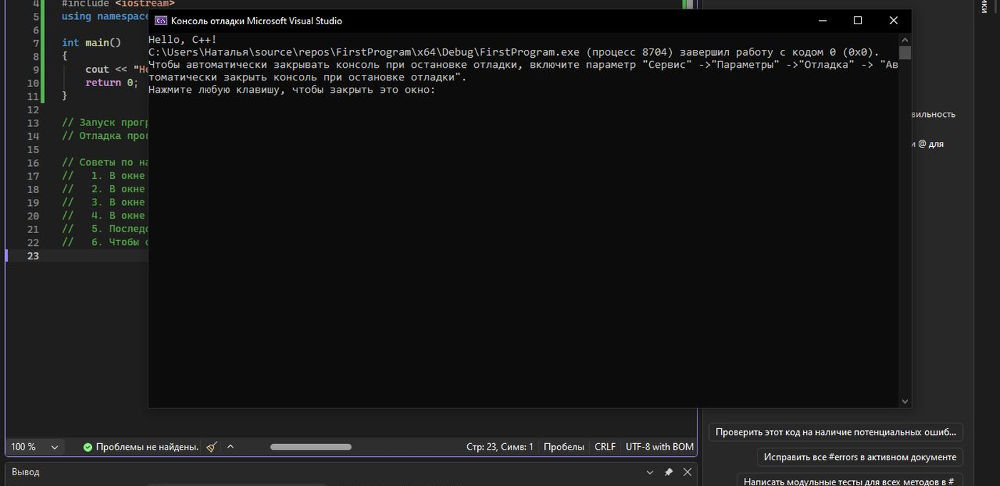 4 #include <iostream>
5 using namespace
6
7 int main()
8 {
9 cout << "He
10 return 0;
11 }
12
13 // Запуск прогр
14 // Отладка прог
15
16 // Советы по на
17 // 1. В окне
18 // 2. В окне
19 // 3. В окне
20 // 4. В окне
21 // 5. Последо
22 // 6. Чтобы с
23
Консоль отладки Microsoft Visual Studio
Hello, C++!
C:\Users\Наталья\source\repos\FirstProgram\x64\Debug\FirstProgram.exe (процесс 8704) завершил работу с кодом 0 (0x0).
Чтобы автоматически закрывать консоль при остановке отладки, включите параметр "Сервис" ->"Параметры" ->"Отладка" -> "Ав
томатически закрыть консоль при остановке отладки".
Нажмите любую клавишу, чтобы закрыть это окно:
ики
вильность
и @ для
Проверить этот код на наличие потенциальных ошиб...
Исправить все #errors в активном документе
Написать модульные тесты для всех методов в #
100 % Проблемы не найдены. Стр: 23, Симв: 1 Пробелы CRLF UTF-8 with BOM
Вывод